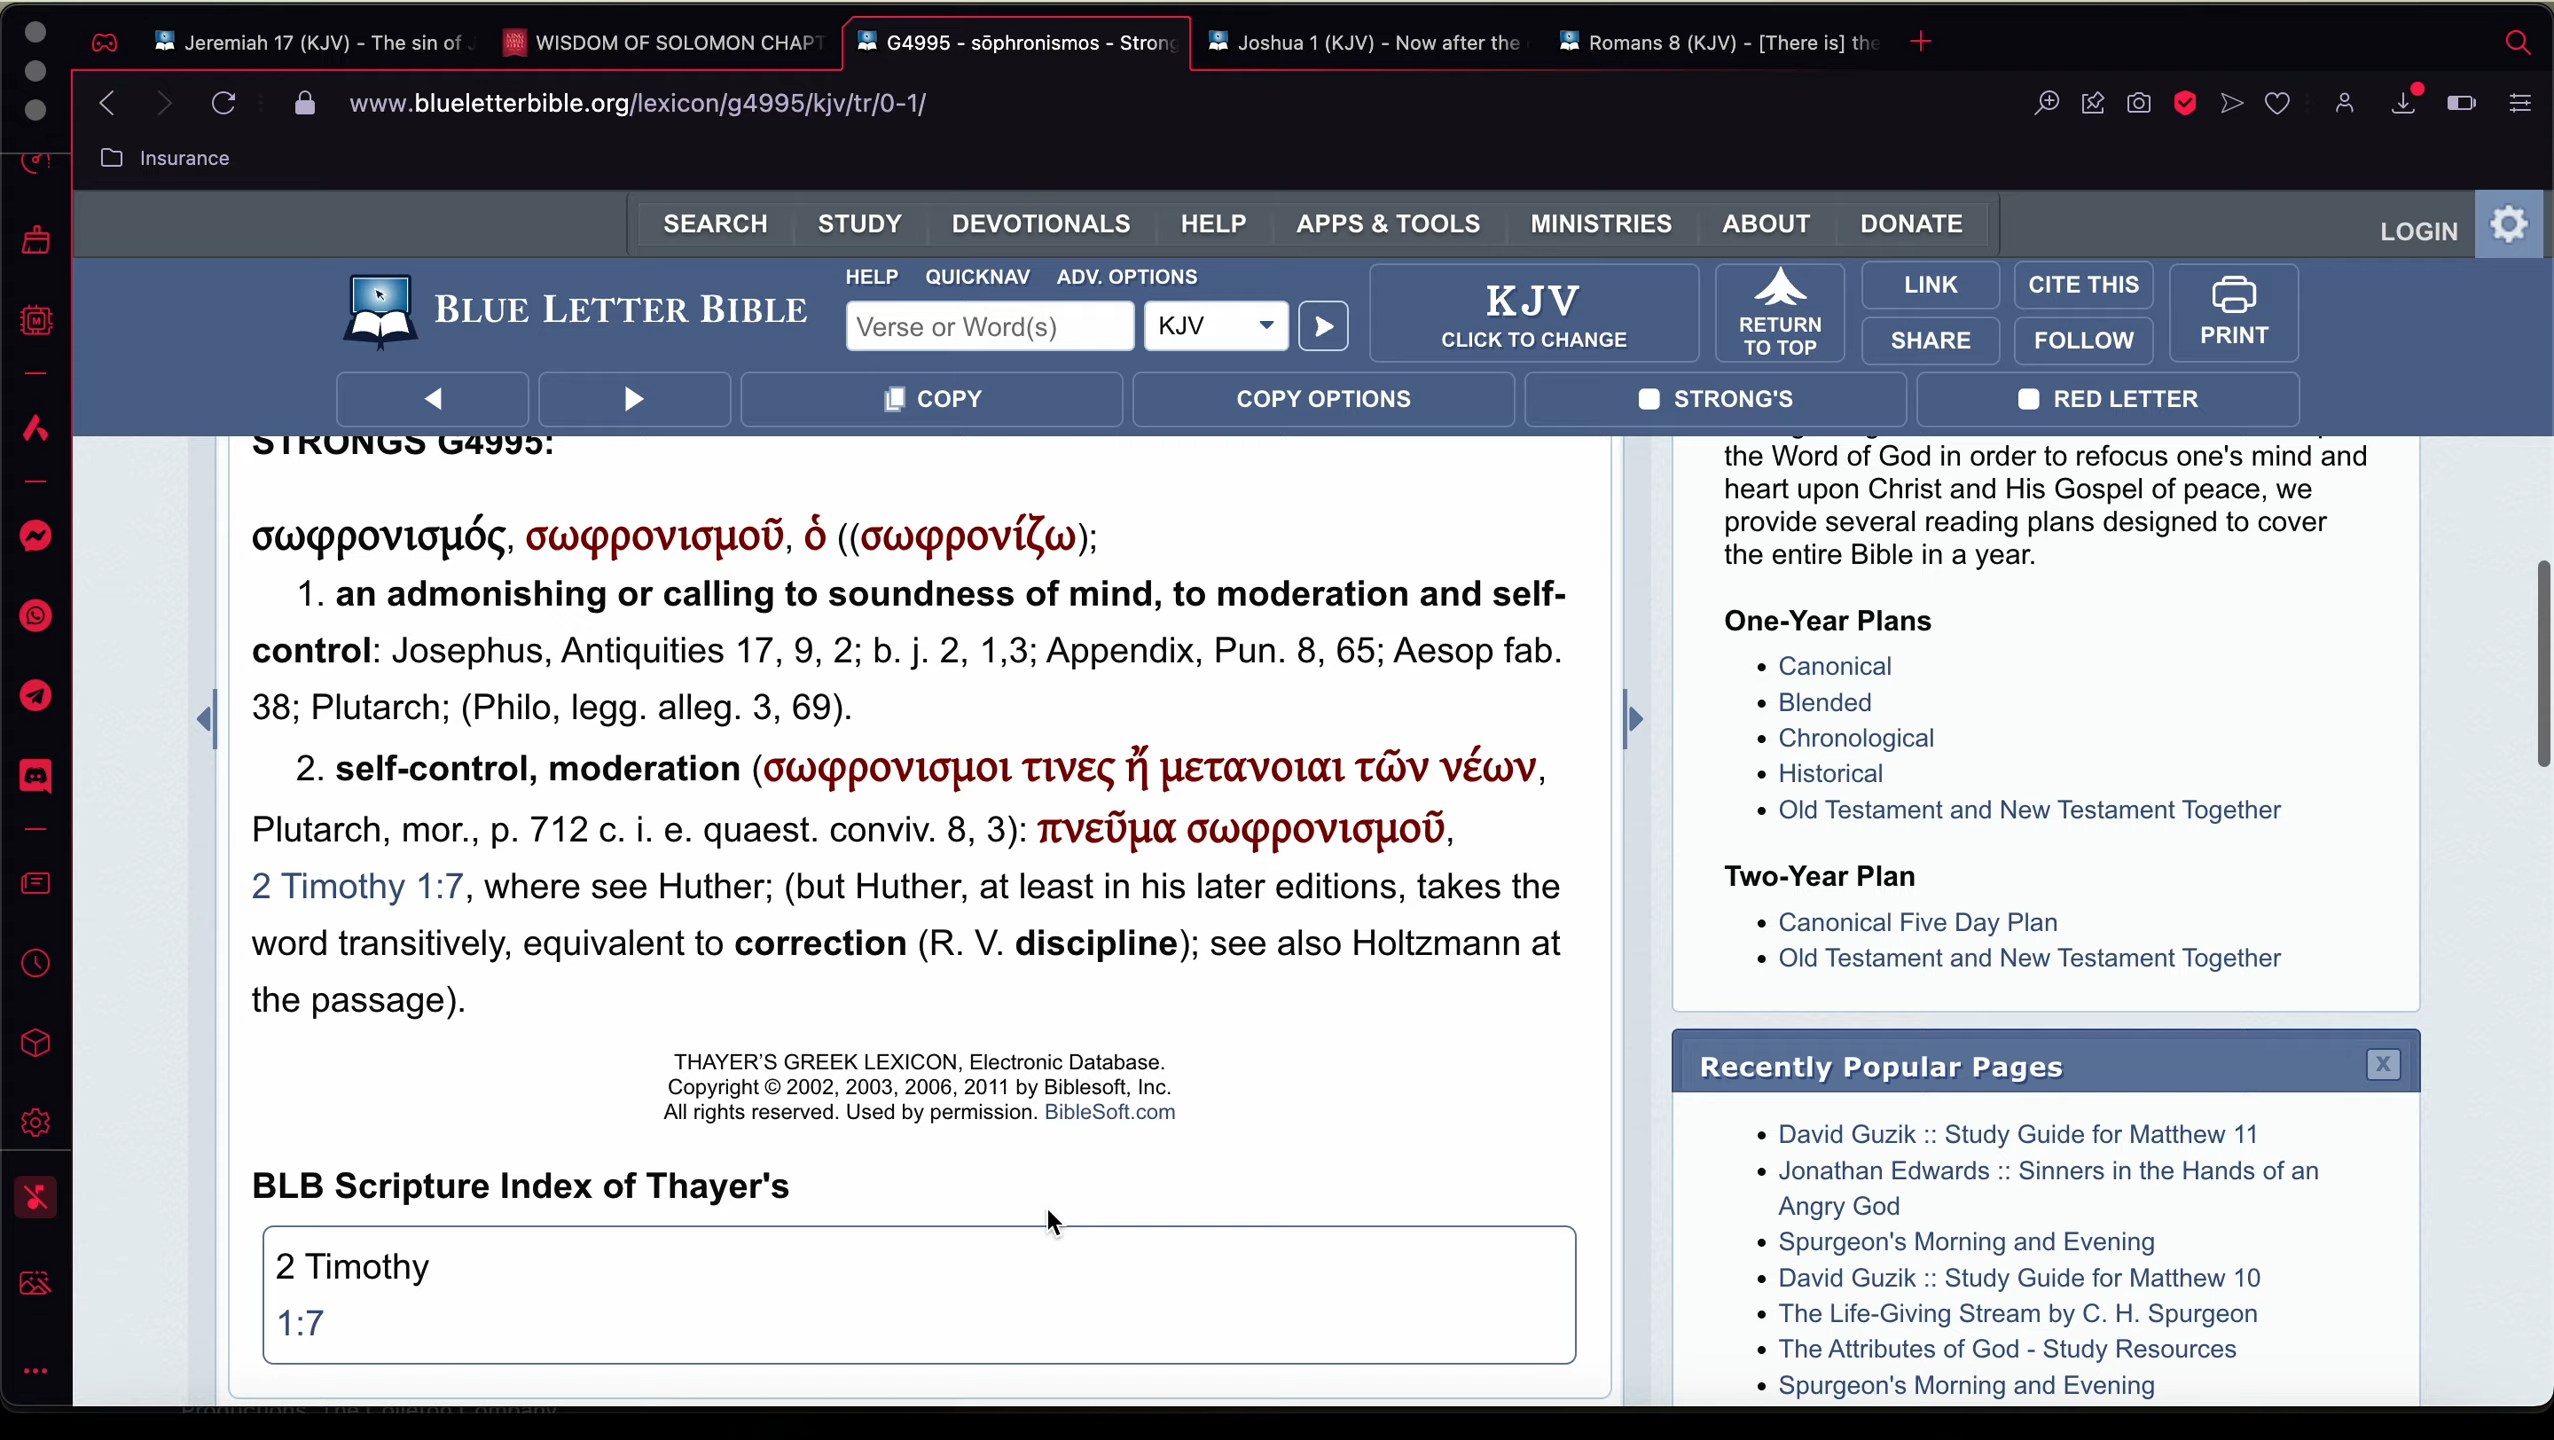 Jeremiah 17 (KJV) - The sin of J
WISDOM OF SOLOMON CHAPT
G4995 - sōphronismos - Strong
Joshua 1 (KJV) - Now after the
Romans 8 (KJV) - [There is] the
www.blueletterbible.org/lexicon/g4995/kjv/tr/0-1/
Insurance
SEARCH STUDY DEVOTIONALS HELP APPS & TOOLS MINISTRIES ABOUT DONATE
LOGIN
BLUE LETTER BIBLE
HELP QUICKNAV ADV. OPTIONS
Verse or Word(s)
KJV
KJV
CLICK TO CHANGE
RETURN
TO TOP
LINK
CITE THIS
SHARE
FOLLOW
PRINT
COPY
COPY OPTIONS
STRONG'S
RED LETTER
STRONGS G4995:
σωφρονισμός, σωφρονισμοῦ, ὁ ((σωφρονίζω);
1. an admonishing or calling to soundness of mind, to moderation and self-
control: Josephus, Antiquities 17, 9, 2; b. j. 2, 1,3; Appendix, Pun. 8, 65; Aesop fab.
38; Plutarch; (Philo, legg. alleg. 3, 69).
2. self-control, moderation (σωφρονισμοι τινες ἤ μετανοιαι τῶν νέων,
Plutarch, mor., p. 712 c. i. e. quaest. conviv. 8, 3): πνεῦμα σωφρονισμοῦ,
2 Timothy 1:7, where see Huther; (but Huther, at least in his later editions, takes the
word transitively, equivalent to correction (R. V. discipline); see also Holtzmann at
the passage).
THAYER'S GREEK LEXICON, Electronic Database.
Copyright © 2002, 2003, 2006, 2011 by Biblesoft, Inc.
All rights reserved. Used by permission. BibleSoft.com
BLB Scripture Index of Thayer's
2 Timothy
1:7
the Word of God in order to refocus one's mind and
heart upon Christ and His Gospel of peace, we
provide several reading plans designed to cover
the entire Bible in a year.
One-Year Plans
• Canonical
• Blended
• Chronological
• Historical
• Old Testament and New Testament Together
Two-Year Plan
• Canonical Five Day Plan
• Old Testament and New Testament Together
Recently Popular Pages
X
• David Guzik :: Study Guide for Matthew 11
• Jonathan Edwards :: Sinners in the Hands of an
Angry God
• Spurgeon's Morning and Evening
• David Guzik :: Study Guide for Matthew 10
• The Life-Giving Stream by C. H. Spurgeon
• The Attributes of God - Study Resources
• Spurgeon's Morning and Evening